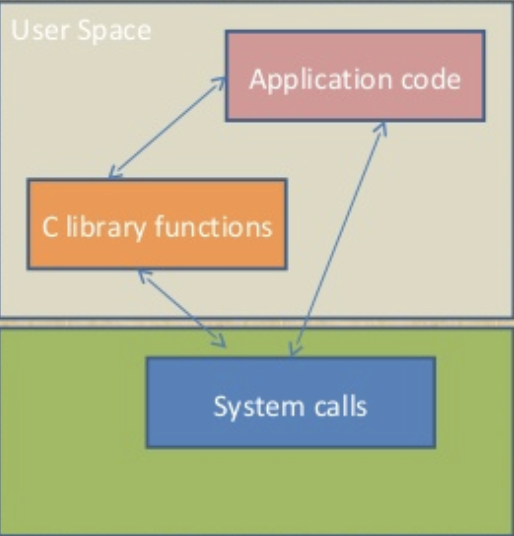 User Space
Application code
C library functions
System calls